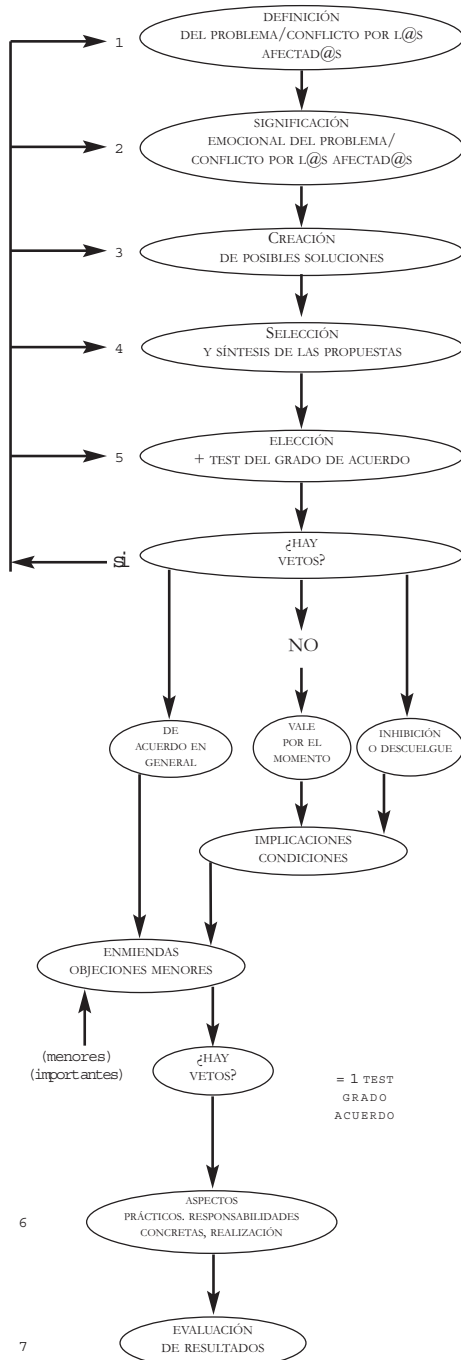 1
DEFINICIÓN
DEL PROBLEMA/CONFLICTO POR L@S
AFECTAD@S
2
SIGNIFICACIÓN
EMOCIONAL DEL PROBLEMA/
CONFLICTO POR L@S AFECTAD@S
3
CREACIÓN
DE POSIBLES SOLUCIONES
4
SELECCIÓN
Y SÍNTESIS DE LAS PROPUESTAS
5
ELECCIÓN
+ TEST DEL GRADO DE ACUERDO
¿HAY
VETOS?
NO
DE
ACUERDO EN
GENERAL
VALE
POR EL
MOMENTO
INHIBICIÓN
O DESCUELGUE
IMPLICACIONES
CONDICIONES
ENMIENDAS
OBJECIONES MENORES
(menores)
(importantes)
¿HAY
VETOS?
= 1 TEST
GRADO
ACUERDO
6
ASPECTOS
PRÁCTICOS. RESPONSABILIDADES
CONCRETAS, REALIZACIÓN
7
EVALUACIÓN
DE RESULTADOS